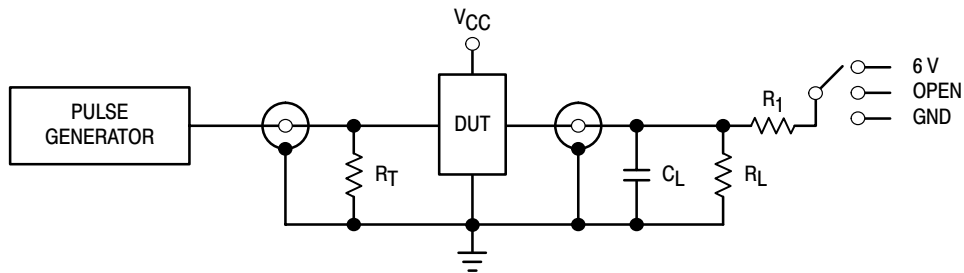 VCC
PULSE
GENERATOR
DUT
RT
CL
RL
R1
6 V
OPEN
GND